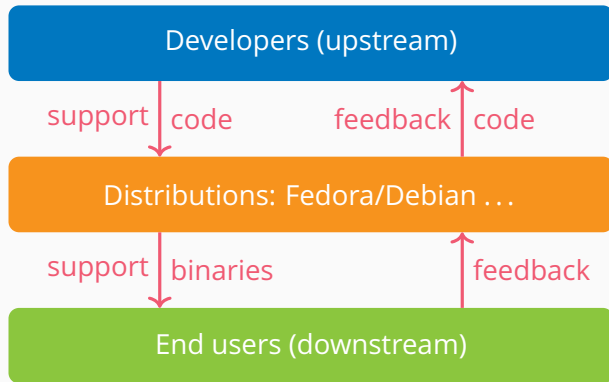 Developers (upstream)
support code feedback code
Distributions: Fedora/Debian ...
support binaries feedback
End users (downstream)